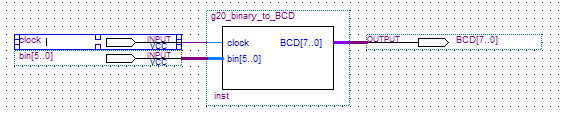 g20_binary_to_BCD
clock INPUT VCC clock BCD[7..0] OUTPUT BCD[7..0]
bin[5..0] INPUT VCC bin[5..0]
inst